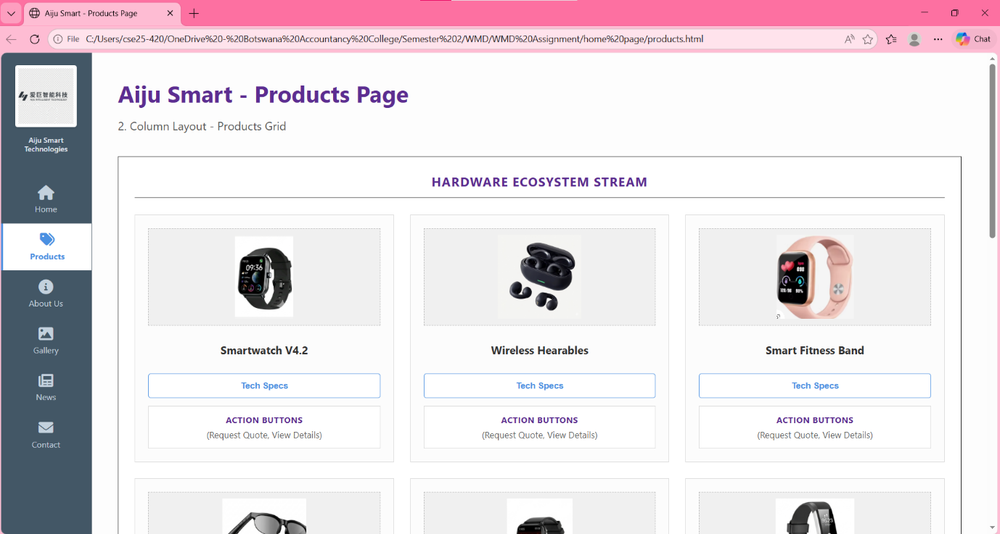 Aiju Smart - Products Page
File C:/Users/cse25-420/OneDrive%20-%20Botswana%20Accountancy%20College/Semester%202/WMD/WMD%20Assignment/home%20page/products.html
Chat
爱巨智能科技
Aiju Smart
Technologies
Home
Products
About Us
Gallery
News
Contact
Aiju Smart - Products Page
2. Column Layout - Products Grid
HARDWARE ECOSYSTEM STREAM
09:36
Smartwatch V4.2
Tech Specs
ACTION BUTTONS
(Request Quote, View Details)
Wireless Hearables
Tech Specs
ACTION BUTTONS
(Request Quote, View Details)
Smart Fitness Band
Tech Specs
ACTION BUTTONS
(Request Quote, View Details)